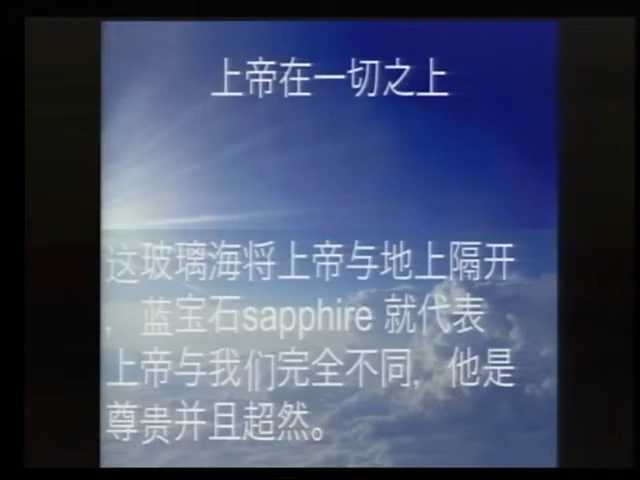 上帝在一切之上
这玻璃海将上帝与地上隔开
，蓝宝石sapphire 就代表
上帝与我们完全不同，他是
尊贵并且超然。